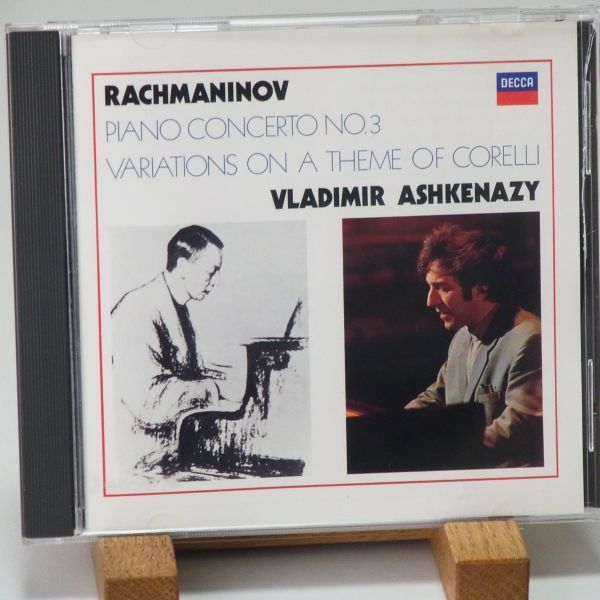 RACHMANINOV
DECCA
PIANO CONCERTO NO.3
VARIATIONS ON A THEME OF CORELLI
VLADIMIR ASHKENAZY